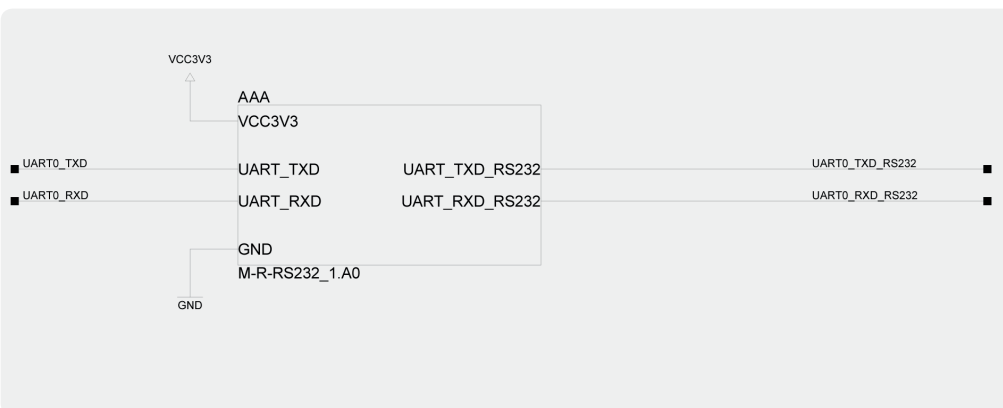 VCC3V3
AAA
VCC3V3
UART0_TXD
UART_TXD
UART_TXD_RS232
UART0_TXD_RS232
UART0_RXD
UART_RXD
UART_RXD_RS232
UART0_RXD_RS232
GND
M-R-RS232_1.A0
GND